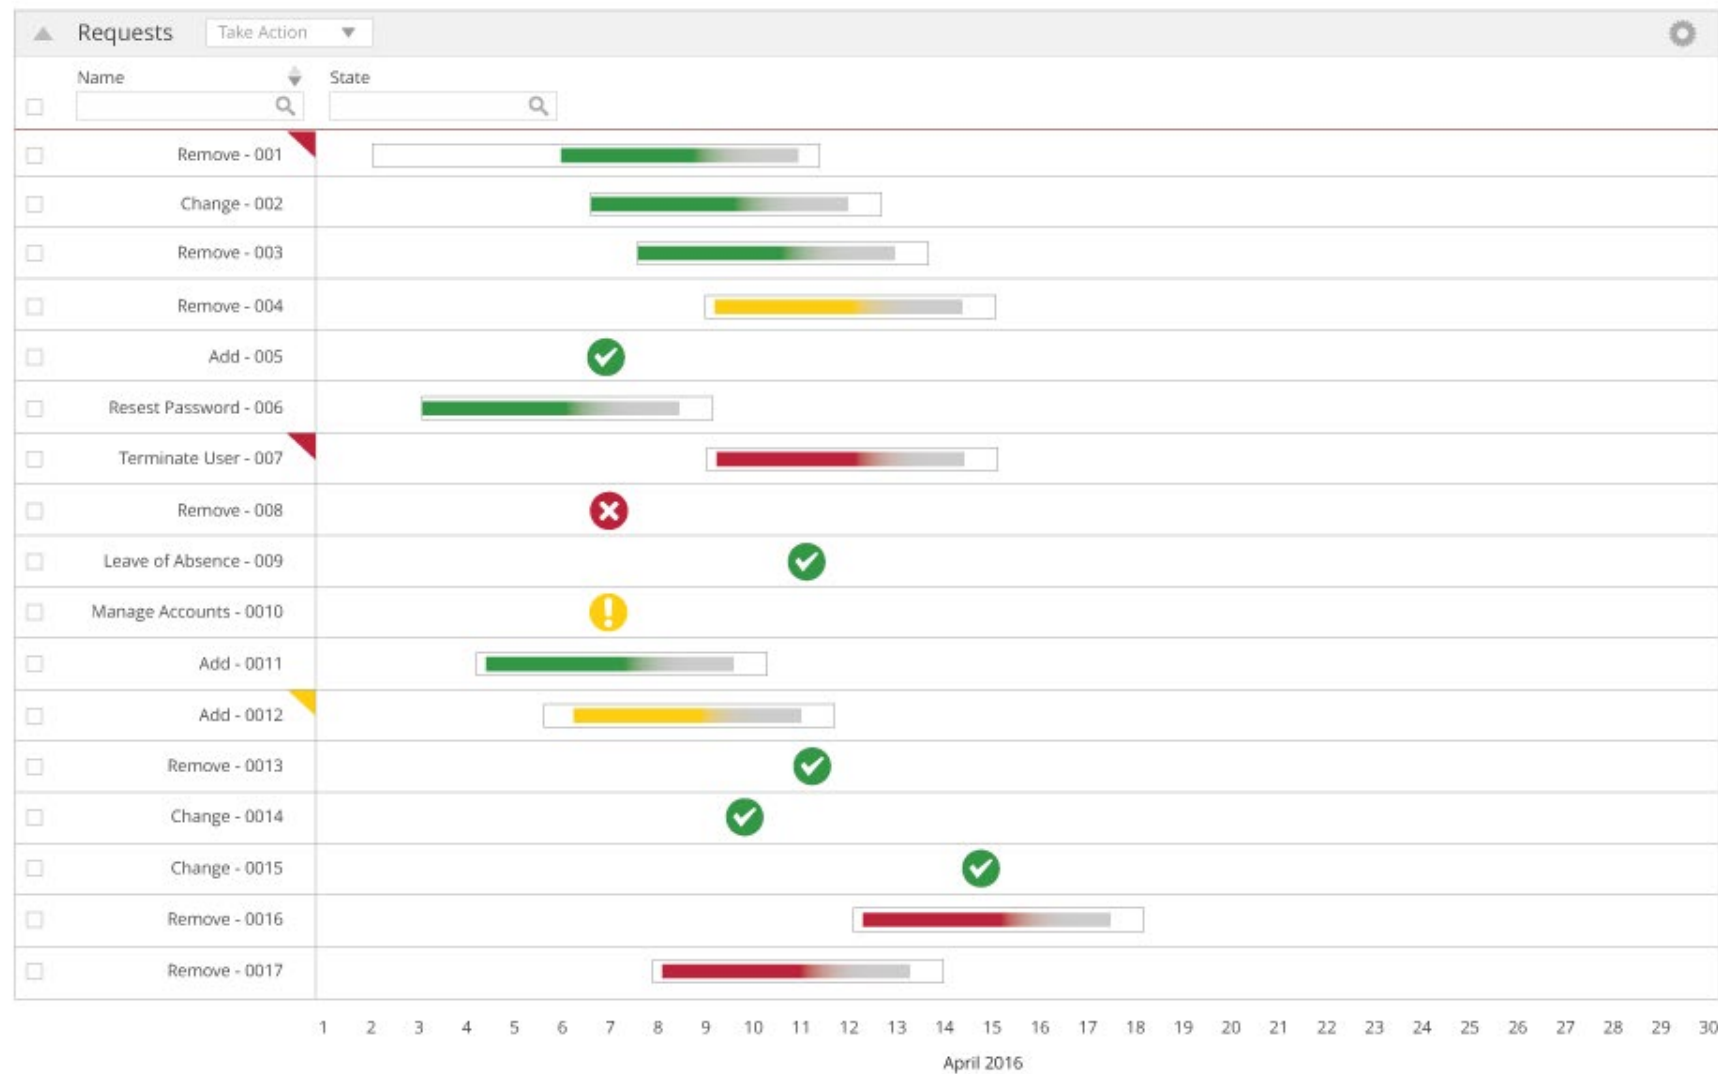 Requests Take Action
Name State
Remove - 001
Change - 002
Remove - 003
Remove - 004
Add - 005
Resest Password - 006
Terminate User - 007
Remove - 008
Leave of Absence - 009
Manage Accounts - 0010
Add - 0011
Add - 0012
Remove - 0013
Change - 0014
Change - 0015
Remove - 0016
Remove - 0017
1 2 3 4 5 6 7 8 9 10 11 12 13 14 15 16 17 18 19 20 21 22 23 24 25 26 27 28 29 30
April 2016